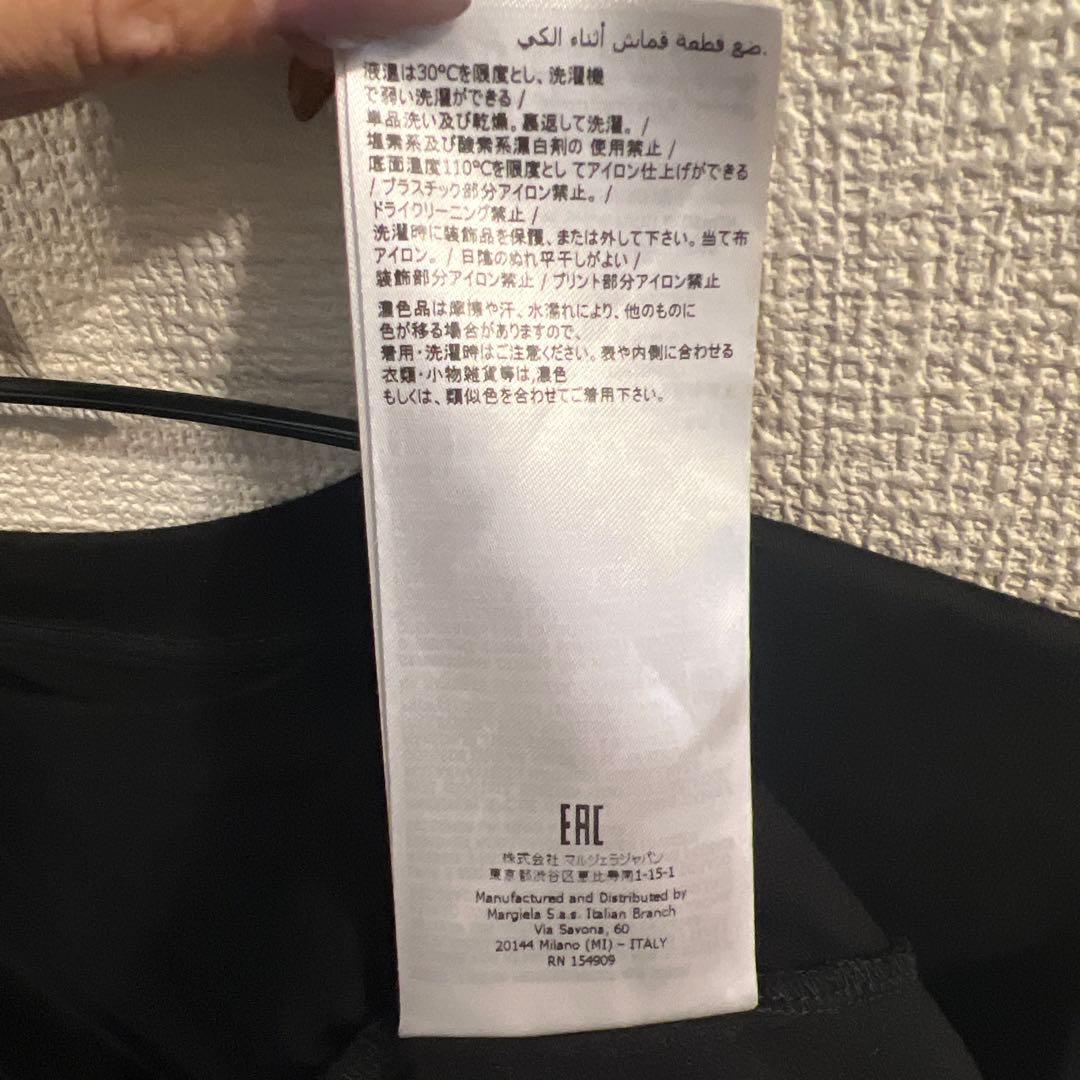 ضع قطعة قماش أثناء الكي.
液温は30℃を限度とし、洗濯機
で弱い洗濯ができる /
単品洗い及び乾燥。裏返して洗濯。 /
塩素系及び酸素系漂白剤の 使用禁止 /
底面温度110℃を限度としてアイロン仕上げができる
/ プラスチック部分アイロン禁止。 /
ドライクリーニング禁止 /
洗濯時に装飾品を保護、または外して下さい。当て布
アイロン。 / 日陰のぬれ平干しがよい /
装飾部分アイロン禁止 / プリント部分アイロン禁止
濃色品は摩擦や汗、水濡れにより、他のものに
色が移る場合がありますので、
着用・洗濯時はご注意ください。表や内側に合わせる
衣類・小物雑貨等は,濃色
もしくは、類似色を合わせてご着用下さい。
EAC
株式会社 マルジェラジャパン
東京都渋谷区恵比寿南1-15-1
Manufactured and Distributed by
Margiela S.a.s. Italian Branch
Via Savona, 60
20144 Milano (MI) – ITALY
RN 154909